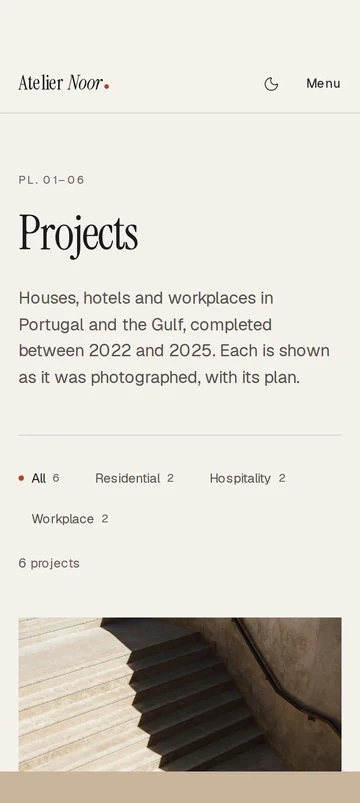 Atelier Noor.
Menu
PL. 01–06
Projects
Houses, hotels and workplaces in
Portugal and the Gulf, completed
between 2022 and 2025. Each is shown
as it was photographed, with its plan.
All 6 Residential 2 Hospitality 2
Workplace 2
6 projects